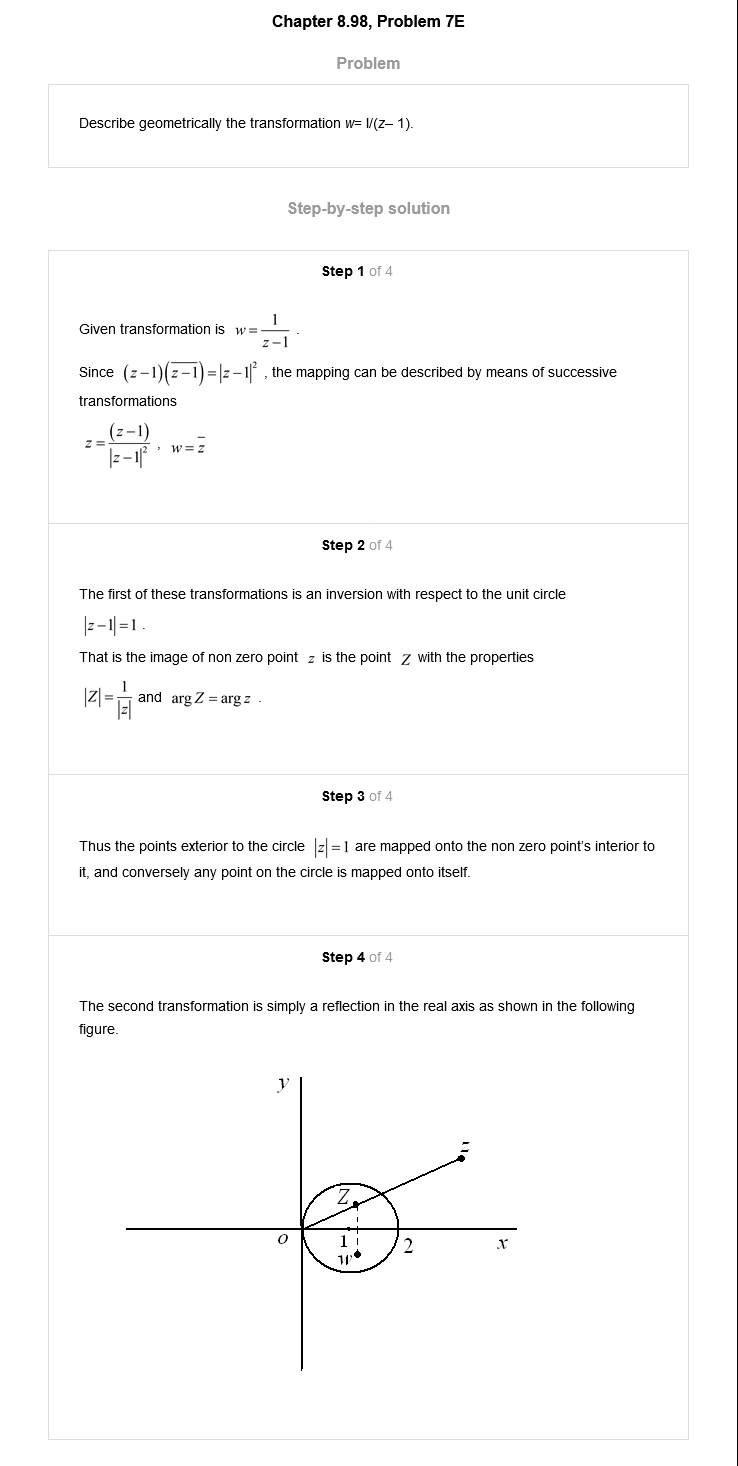 Chapter 8.98, Problem 7E
Problem
Describe geometrically the transformation w= l/(z– 1).
Step-by-step solution
Step 1 of 4
Given transformation is w = 1/(z−1) .
Since (z−1)(z−1̅) = |z−1|² , the mapping can be described by means of successive
transformations
z = (z−1)/|z−1|² , w = z̅
Step 2 of 4
The first of these transformations is an inversion with respect to the unit circle
|z−1| = 1 .
That is the image of non zero point z is the point Z with the properties
|Z| = 1/|z| and arg Z = arg z .
Step 3 of 4
Thus the points exterior to the circle |z| = 1 are mapped onto the non zero point's interior to
it, and conversely any point on the circle is mapped onto itself.
Step 4 of 4
The second transformation is simply a reflection in the real axis as shown in the following
figure.
y
z
Z
o 1 2 x
w